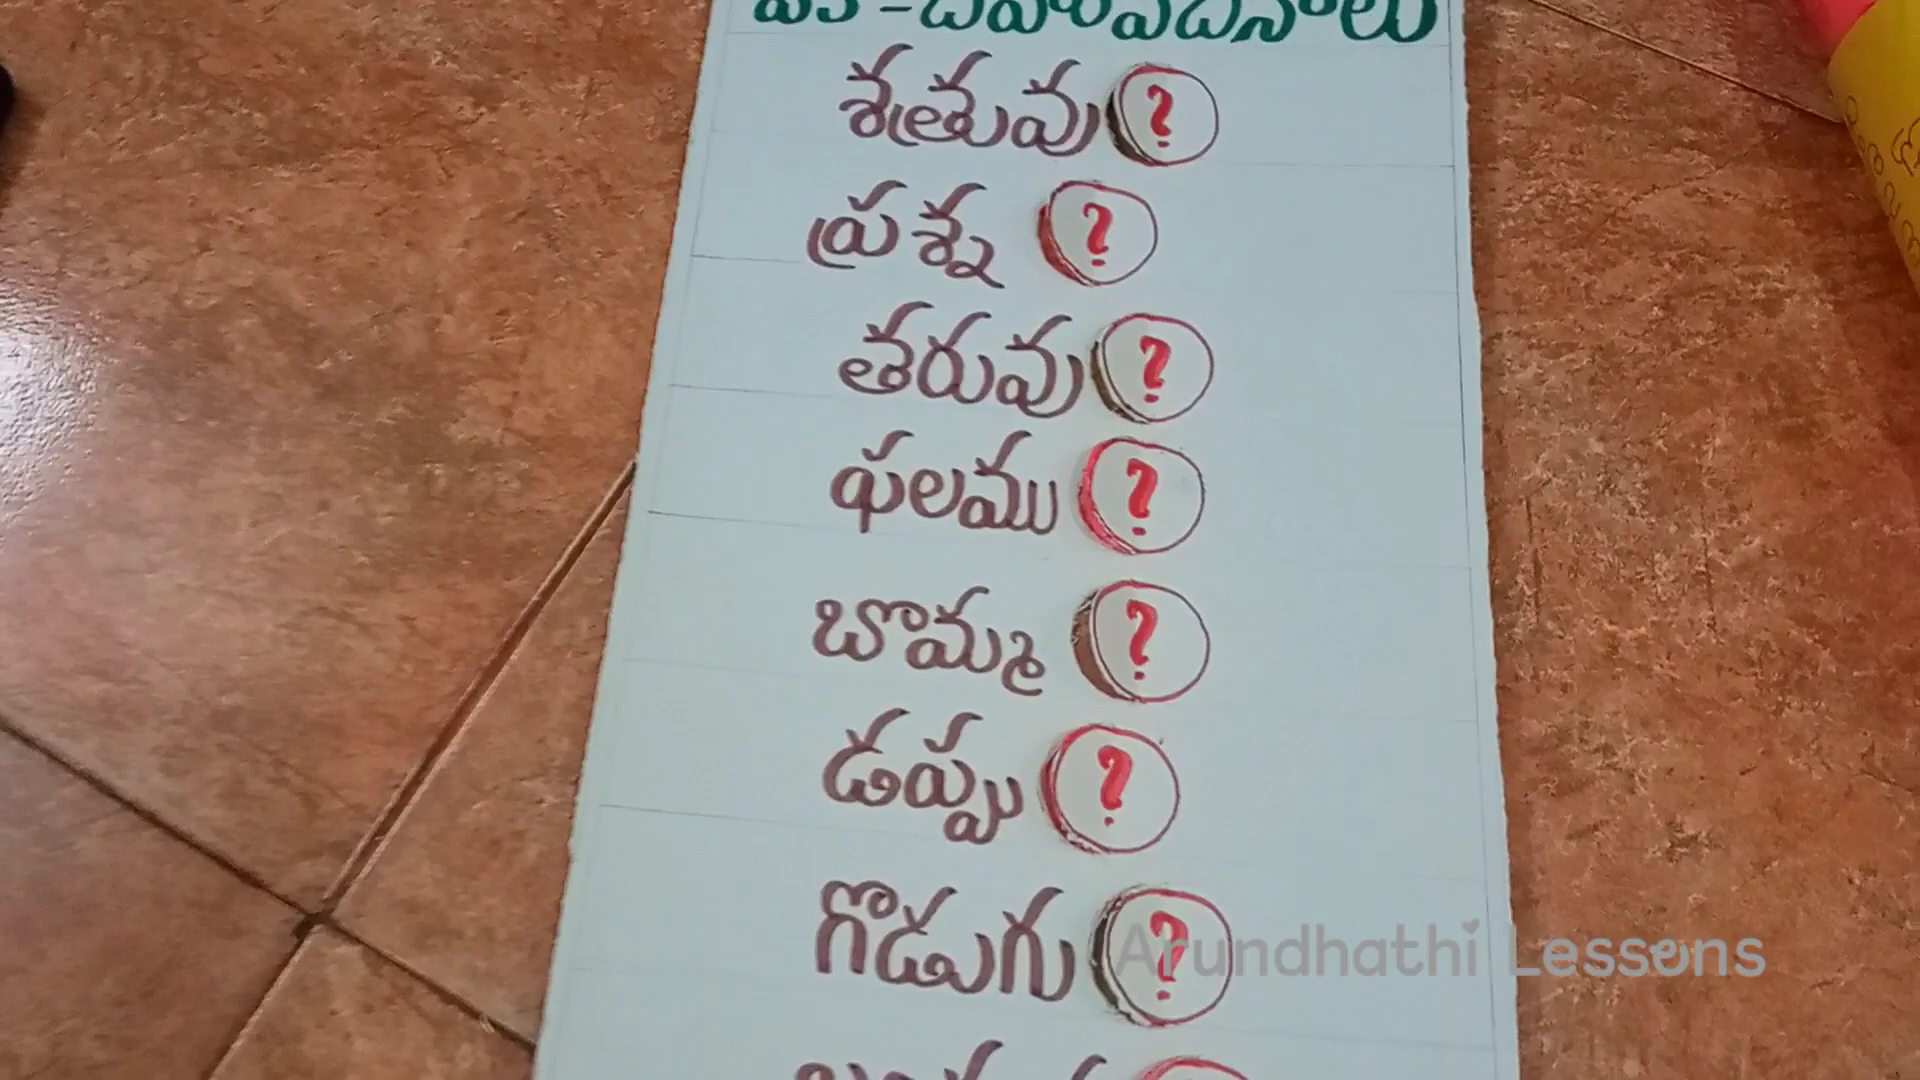 శత్రువు ?
ప్రశ్న ?
తరువు ?
ఫలము ?
బొమ్మ ?
డప్పు ?
గొడుగు ?
Arundhathi Lessons